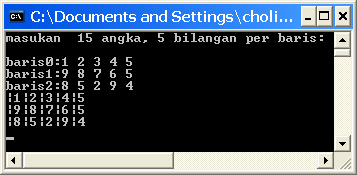 C:\Documents and Settings\choli...
masukan  15 angka, 5 bilangan per baris:
baris0:1 2 3 4 5
baris1:9 8 7 6 5
baris2:8 5 2 9 4
¦1¦2¦3¦4¦5
¦9¦8¦7¦6¦5
¦8¦5¦2¦9¦4